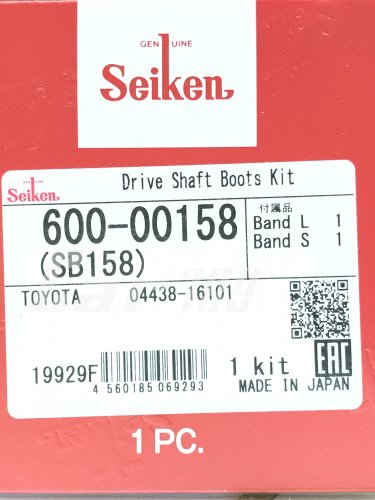 GENUINE
Seiken
GENUINE
Seiken
Drive Shaft Boots Kit
600-00158
(SB158)
付属品
Band L 1
Band S 1
TOYOTA 04438-16101
19929F
4 560185 069293
1 kit
EAC
MADE IN JAPAN
1 PC.